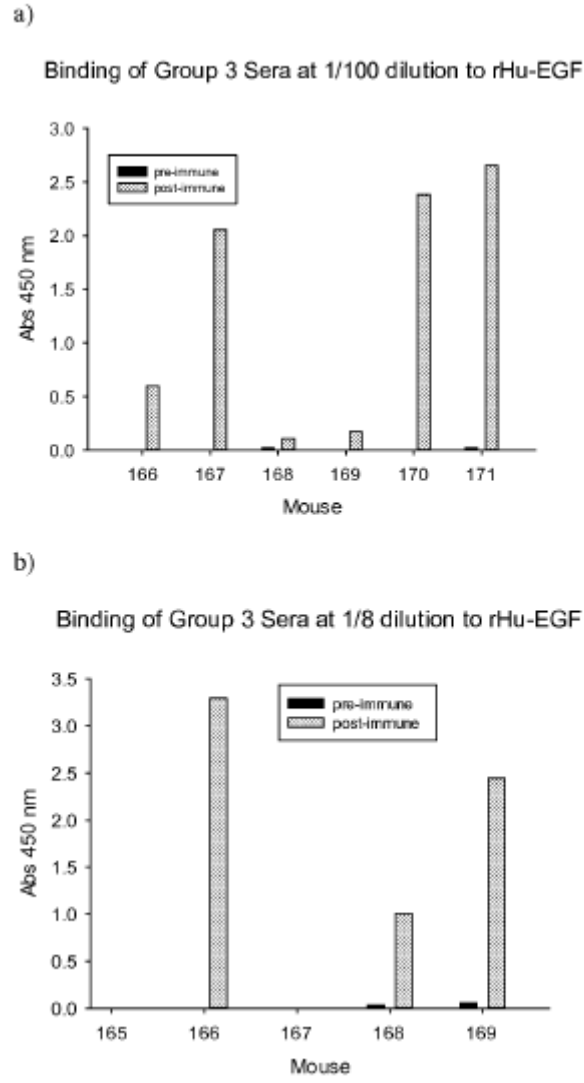 a)
Binding of Group 3 Sera at 1/100 dilution to rHu-EGF
3.0
pre-immune
post-immune
2.5
2.0
Abs 450 nm
1.5
1.0
0.5
0.0
166 167 168 169 170 171
Mouse
b)
Binding of Group 3 Sera at 1/8 dilution to rHu-EGF
3.5
pre-immune
post-immune
3.0
2.5
2.0
Abs 450 nm
1.5
1.0
0.5
0.0
165 166 167 168 169
Mouse